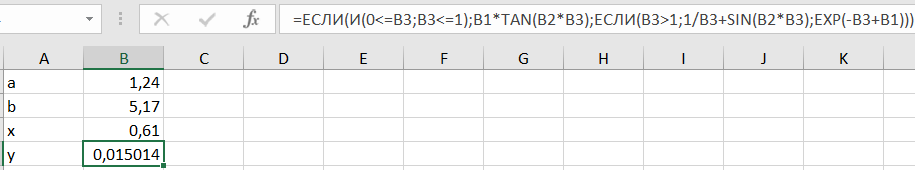 fx =ЕСЛИ(И(0<=B3;B3<=1);B1*TAN(B2*B3);ЕСЛИ(B3>1;1/B3+SIN(B2*B3);EXP(-B3+B1)))
A B C D E F G H I J K
a 1,24
b 5,17
x 0,61
y 0,015014